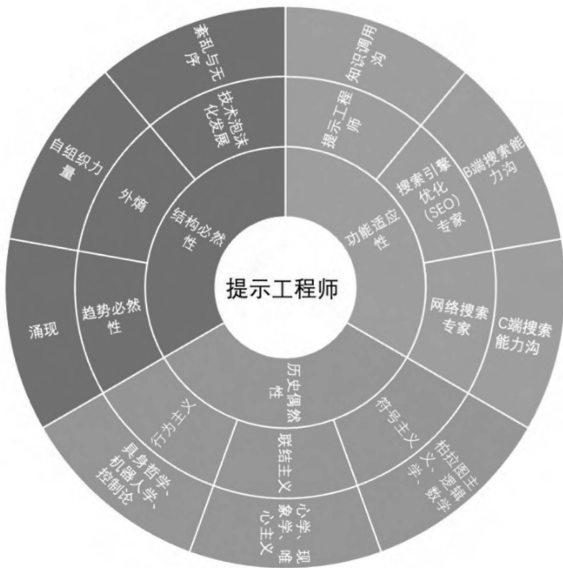 紊乱与无
序
知识调用
沟
技术泡沫
化发展
提示工程
师
自组织力
量
外熵
结构必然
性
功能适应
性
搜索引擎
优化
(SEO)
专家
B端搜索能
力沟
提示工程师
涌现
趋势必然
性
网络搜索
专家
C端搜索
能力沟
历史偶然
性
行为主义
联结主义
符号主义
具身哲学、
机器人学、
控制论
心学、现
象学、唯
心主义
柏拉图主
义、逻辑
学、数学